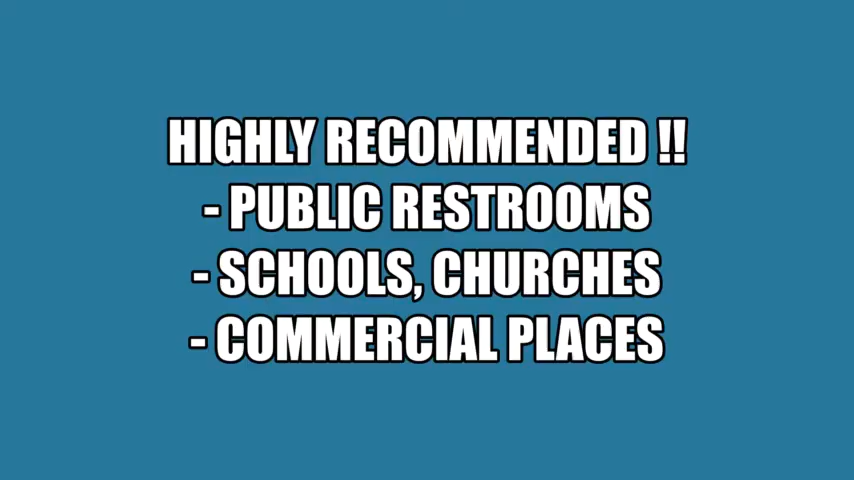 HIGHLY RECOMMENDED !!
- PUBLIC RESTROOMS
- SCHOOLS, CHURCHES
- COMMERCIAL PLACES